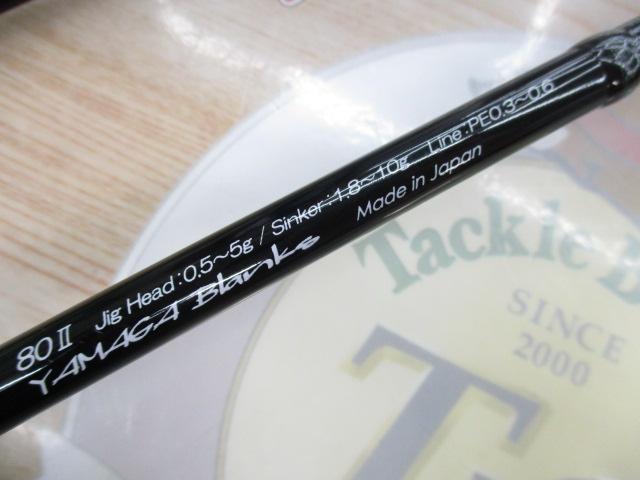 80II Jig Head:0.5~5g / Sinker:1.8~10g Line:PE0.3~0.6
YAMAGA Blanks Made in Japan
Tackle
SINCE
2000